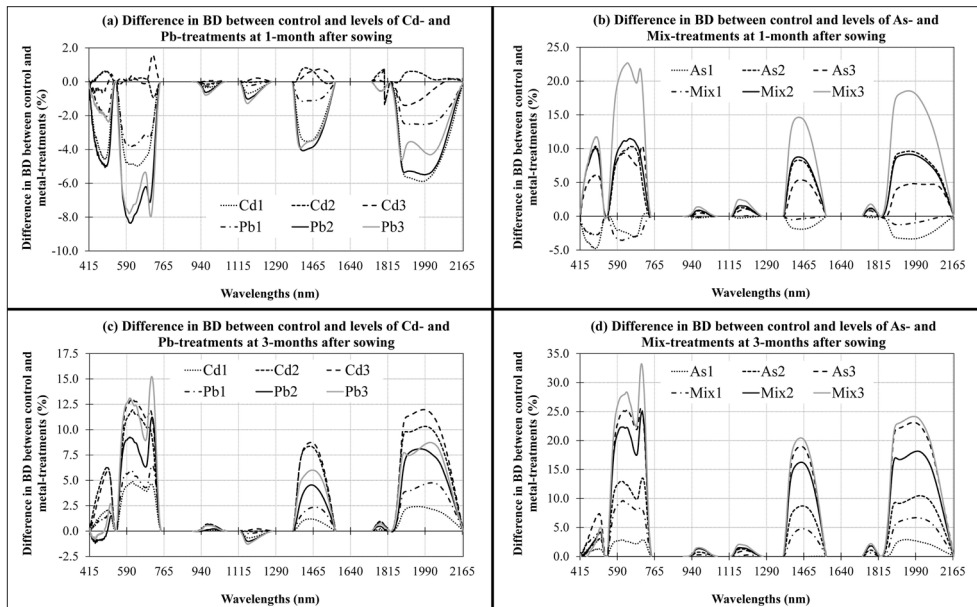 (a) Difference in BD between control and levels of Cd- and
Pb-treatments at 1-month after sowing
Difference in BD between control and
metal-treatments (%)
2.0
0.0
-2.0
-4.0
-6.0
-8.0
-10.0
Cd1 Cd2 Cd3
Pb1 Pb2 Pb3
415 590 765 940 1115 1290 1465 1640 1815 1990 2165
Wavelengths (nm)
(b) Difference in BD between control and levels of As- and
Mix-treatments at 1-month after sowing
Difference in BD between control and
metal-treatments (%)
25.0
20.0
15.0
10.0
5.0
0.0
-5.0
As1 As2 As3
Mix1 Mix2 Mix3
415 590 765 940 1115 1290 1465 1640 1815 1990 2165
Wavelengths (nm)
(c) Difference in BD between control and levels of Cd- and
Pb-treatments at 3-months after sowing
Difference in BD between control and
metal-treatments (%)
17.5
15.0
12.5
10.0
7.5
5.0
2.5
0.0
-2.5
Cd1 Cd2 Cd3
Pb1 Pb2 Pb3
415 590 765 940 1115 1290 1465 1640 1815 1990 2165
Wavelengths (nm)
(d) Difference in BD between control and levels of As- and
Mix-treatments at 3-months after sowing
Difference in BD between control and
metal-treatments (%)
35.0
30.0
25.0
20.0
15.0
10.0
5.0
0.0
As1 As2 As3
Mix1 Mix2 Mix3
415 590 765 940 1115 1290 1465 1640 1815 1990 2165
Wavelengths (nm)